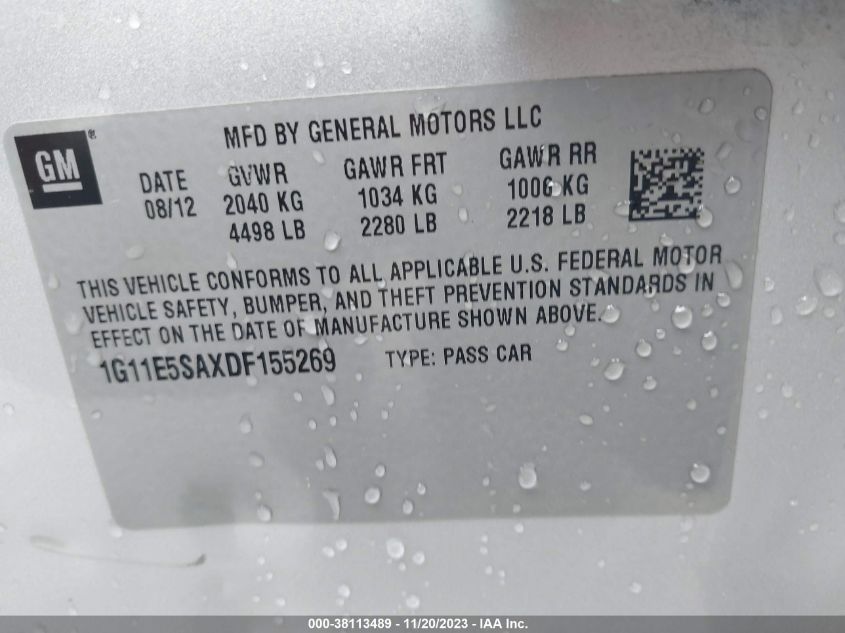 GM®
MFD BY GENERAL MOTORS LLC
DATE GVWR GAWR FRT GAWR RR
08/12 2040 KG 1034 KG 1006 KG
4498 LB 2280 LB 2218 LB
THIS VEHICLE CONFORMS TO ALL APPLICABLE U.S. FEDERAL MOTOR
VEHICLE SAFETY, BUMPER, AND THEFT PREVENTION STANDARDS IN
EFFECT ON THE DATE OF MANUFACTURE SHOWN ABOVE.
1G11E5SAXDF155269 TYPE: PASS CAR
000-38113489 - 11/20/2023 - IAA Inc.